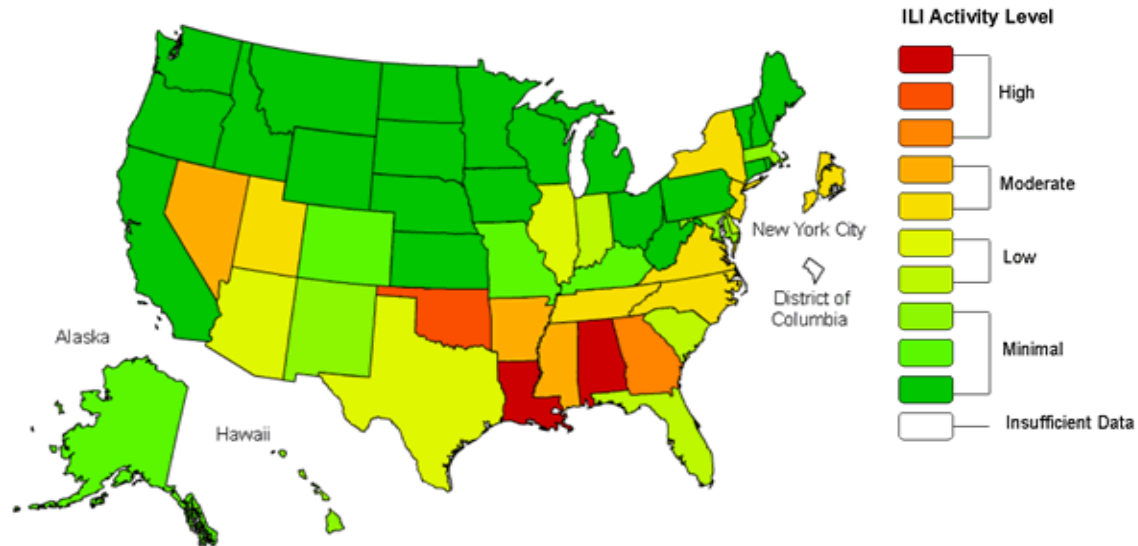 ILI Activity Level
High
Moderate
New York City
Low
District of
Columbia
Alaska
Minimal
Hawaii
Insufficient Data